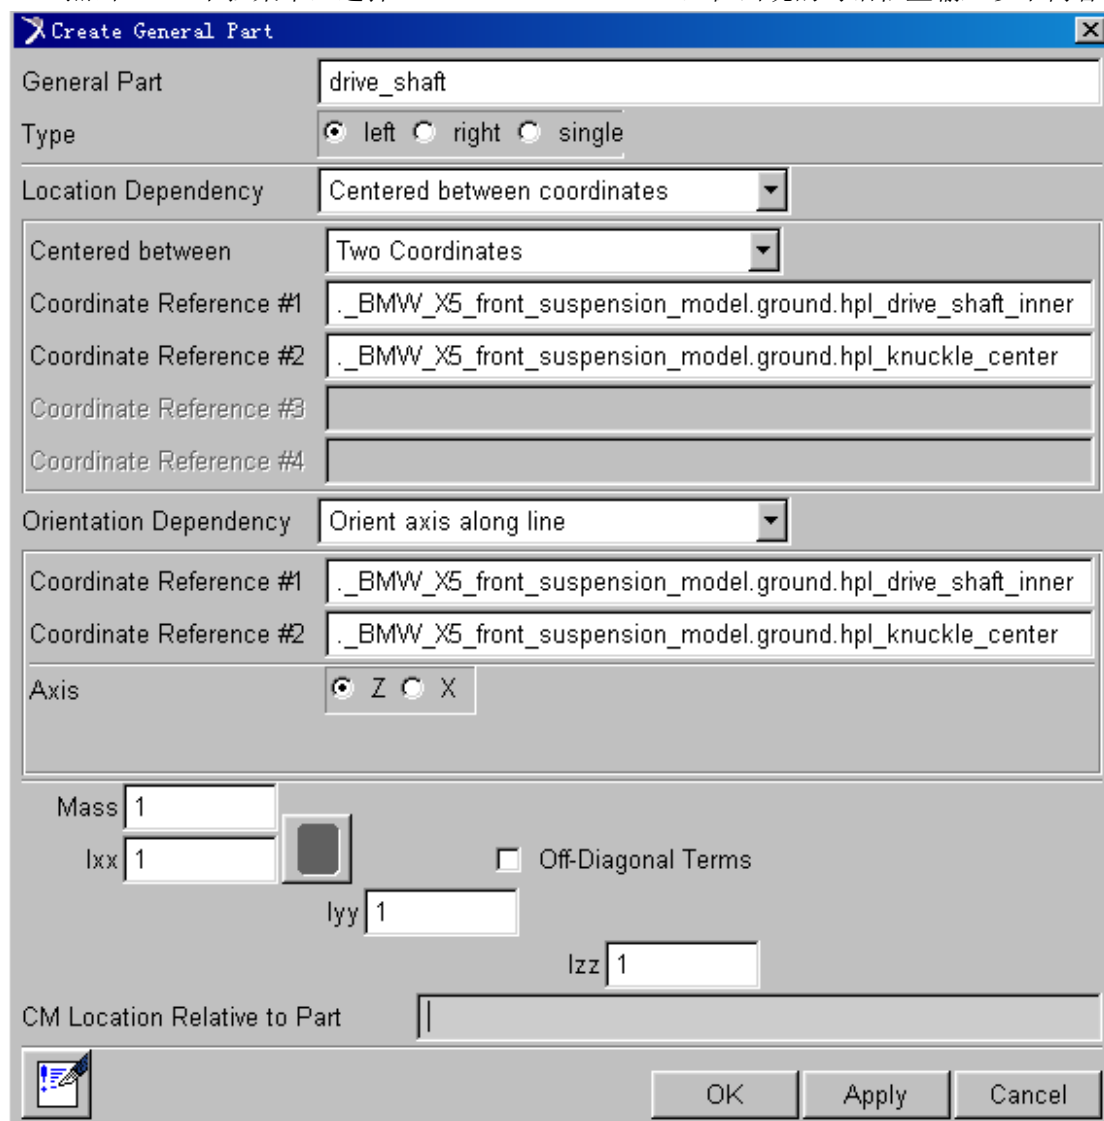 Create General Part
General Part drive_shaft
Type left right single
Location Dependency Centered between coordinates
Centered between Two Coordinates
Coordinate Reference #1 ._BMW_X5_front_suspension_model.ground.hpl_drive_shaft_inner
Coordinate Reference #2 ._BMW_X5_front_suspension_model.ground.hpl_knuckle_center
Coordinate Reference #3
Coordinate Reference #4
Orientation Dependency Orient axis along line
Coordinate Reference #1 ._BMW_X5_front_suspension_model.ground.hpl_drive_shaft_inner
Coordinate Reference #2 ._BMW_X5_front_suspension_model.ground.hpl_knuckle_center
Axis Z X
Mass 1
Ixx 1 Off-Diagonal Terms
Iyy 1
Izz 1
CM Location Relative to Part
OK Apply Cancel